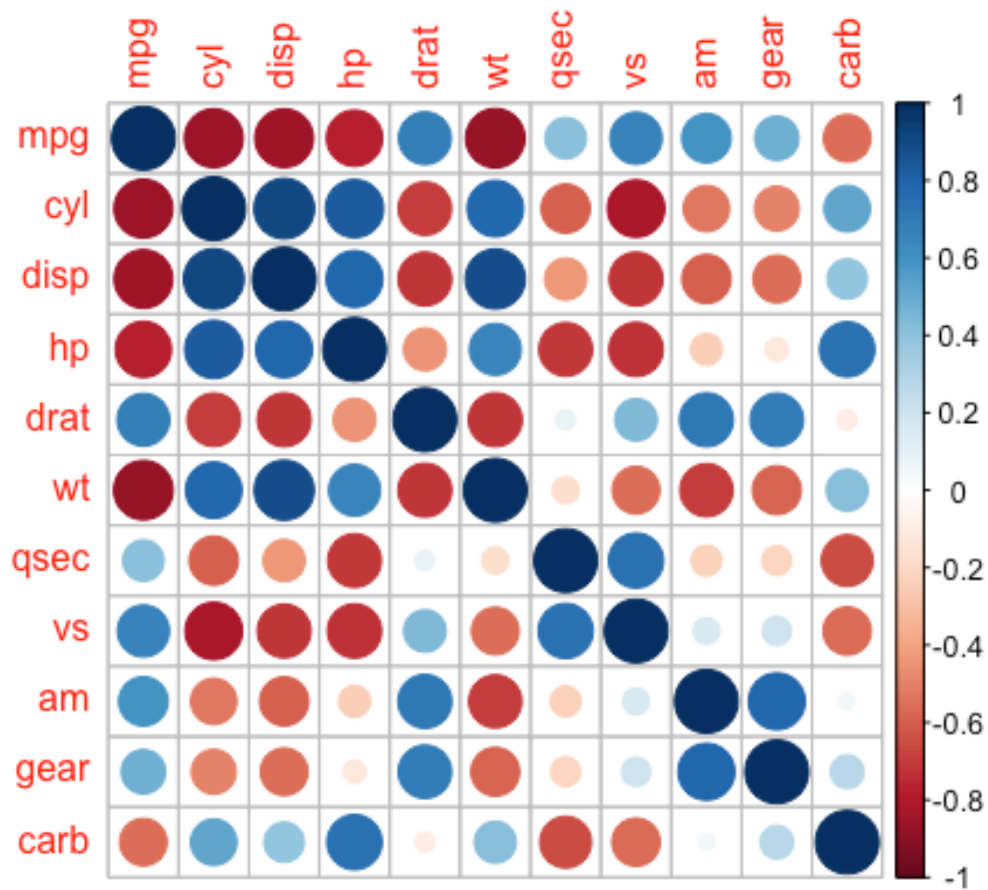 mpg cyl disp hp drat wt qsec vs am gear carb
mpg
cyl
disp
hp
drat
wt
qsec
vs
am
gear
carb
1
0.8
0.6
0.4
0.2
0
-0.2
-0.4
-0.6
-0.8
-1